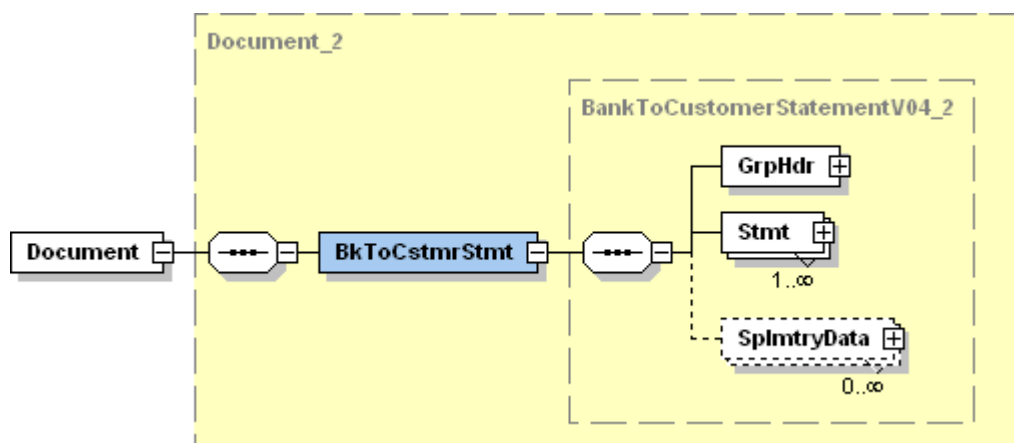 Document_2
BankToCustomerStatementV04_2
GrpHdr
Document
BkToCstmrStmt
Stmt
1..∞
SplmtryData
0..∞